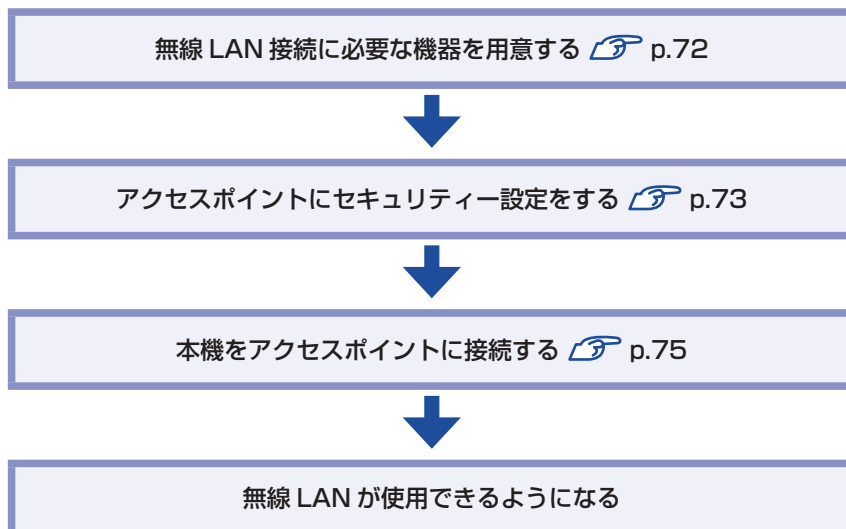 無線 LAN 接続に必要な機器を用意する p.72
アクセスポイントにセキュリティー設定をする p.73
本機をアクセスポイントに接続する p.75
無線 LAN が使用できるようになる